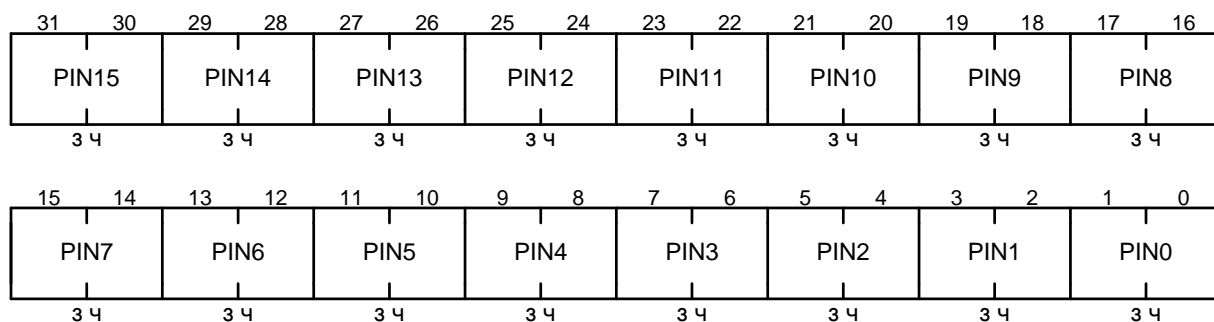 31 30 29 28 27 26 25 24 23 22 21 20 19 18 17 16
PIN15 PIN14 PIN13 PIN12 PIN11 PIN10 PIN9 PIN8
з ч з ч з ч з ч з ч з ч з ч з ч
15 14 13 12 11 10 9 8 7 6 5 4 3 2 1 0
PIN7 PIN6 PIN5 PIN4 PIN3 PIN2 PIN1 PIN0
з ч з ч з ч з ч з ч з ч з ч з ч